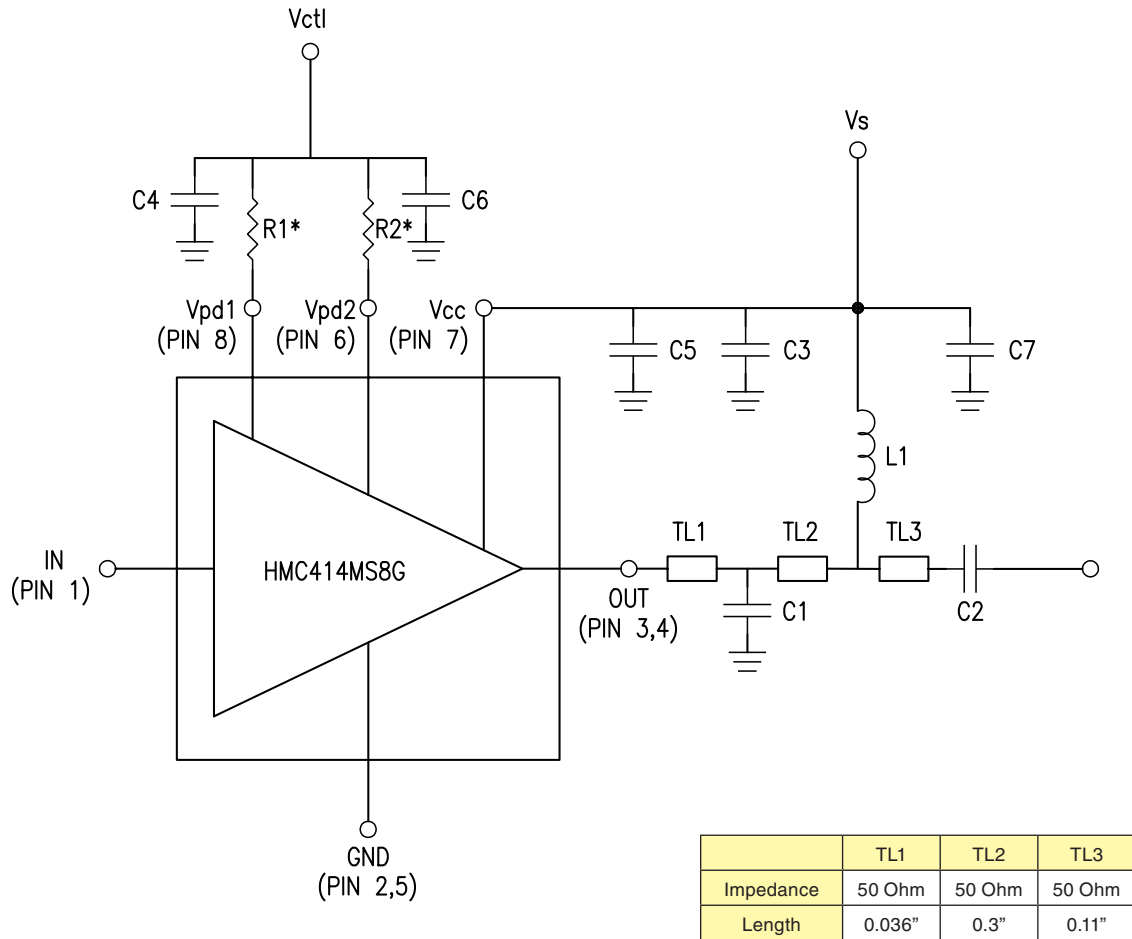 Vctl
Vs
C4
R1*
R2*
C6
Vpd1
(PIN 8)
Vpd2
(PIN 6)
Vcc
(PIN 7)
C5
C3
C7
L1
IN
(PIN 1)
HMC414MS8G
OUT
(PIN 3,4)
TL1
TL2
TL3
C1
C2
GND
(PIN 2,5)
TL1 TL2 TL3
Impedance 50 Ohm 50 Ohm 50 Ohm
Length 0.036” 0.3” 0.11”